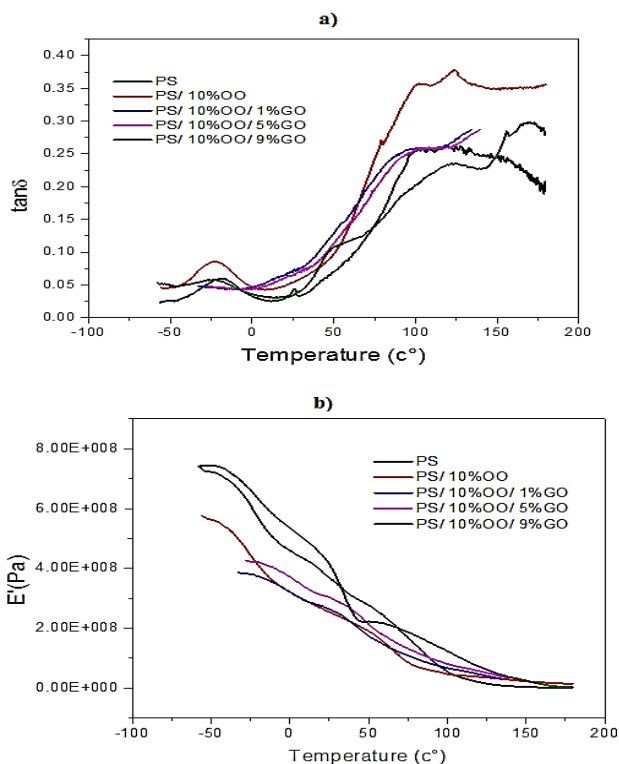 a)
0.40
0.35
0.30
0.25
0.20
0.15
0.10
0.05
0.00
tanδ
PS
PS/ 10%OO
PS/ 10%OO/ 1%GO
PS/ 10%OO/ 5%GO
PS/ 10%OO/ 9%GO
-100 -50 0 50 100 150 200
Temperature (c°)
b)
8.00E+008
6.00E+008
4.00E+008
2.00E+008
0.00E+000
E'(Pa)
PS
PS/ 10%OO
PS/ 10%OO/ 1%GO
PS/ 10%OO/ 5%GO
PS/ 10%OO/ 9%GO
-100 -50 0 50 100 150 200
Temperature (c°)